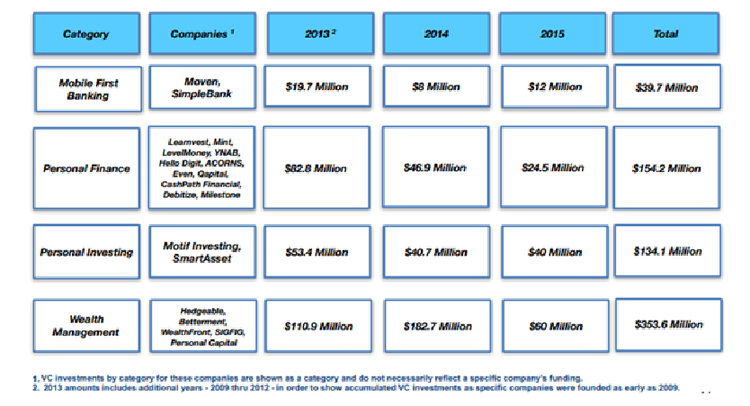 Category Companies ¹ 2013 ² 2014 2015 Total
Mobile First
Banking
Moven,
SimpleBank
$19.7 Million $8 Million $12 Million $39.7 Million
Personal Finance
Learnvest, Mint,
LevelMoney, YNAB,
Hello Digit, ACORNS,
Even, Qapital,
CashPath Financial,
Debitize, Milestone
$82.8 Million $46.9 Million $24.5 Million $154.2 Million
Personal Investing
Motif Investing,
SmartAsset
$53.4 Million $40.7 Million $40 Million $134.1 Million
Wealth
Management
Hedgeable,
Betterment,
WealthFront, SIGFIG,
Personal Capital
$110.9 Million $182.7 Million $60 Million $353.6 Million
1. VC investments by category for these companies are shown as a category and do not necessarily reflect a specific company's funding.
2. 2013 amounts includes additional years - 2009 thru 2012 - in order to show accumulated VC investments as specific companies were founded as early as 2009.